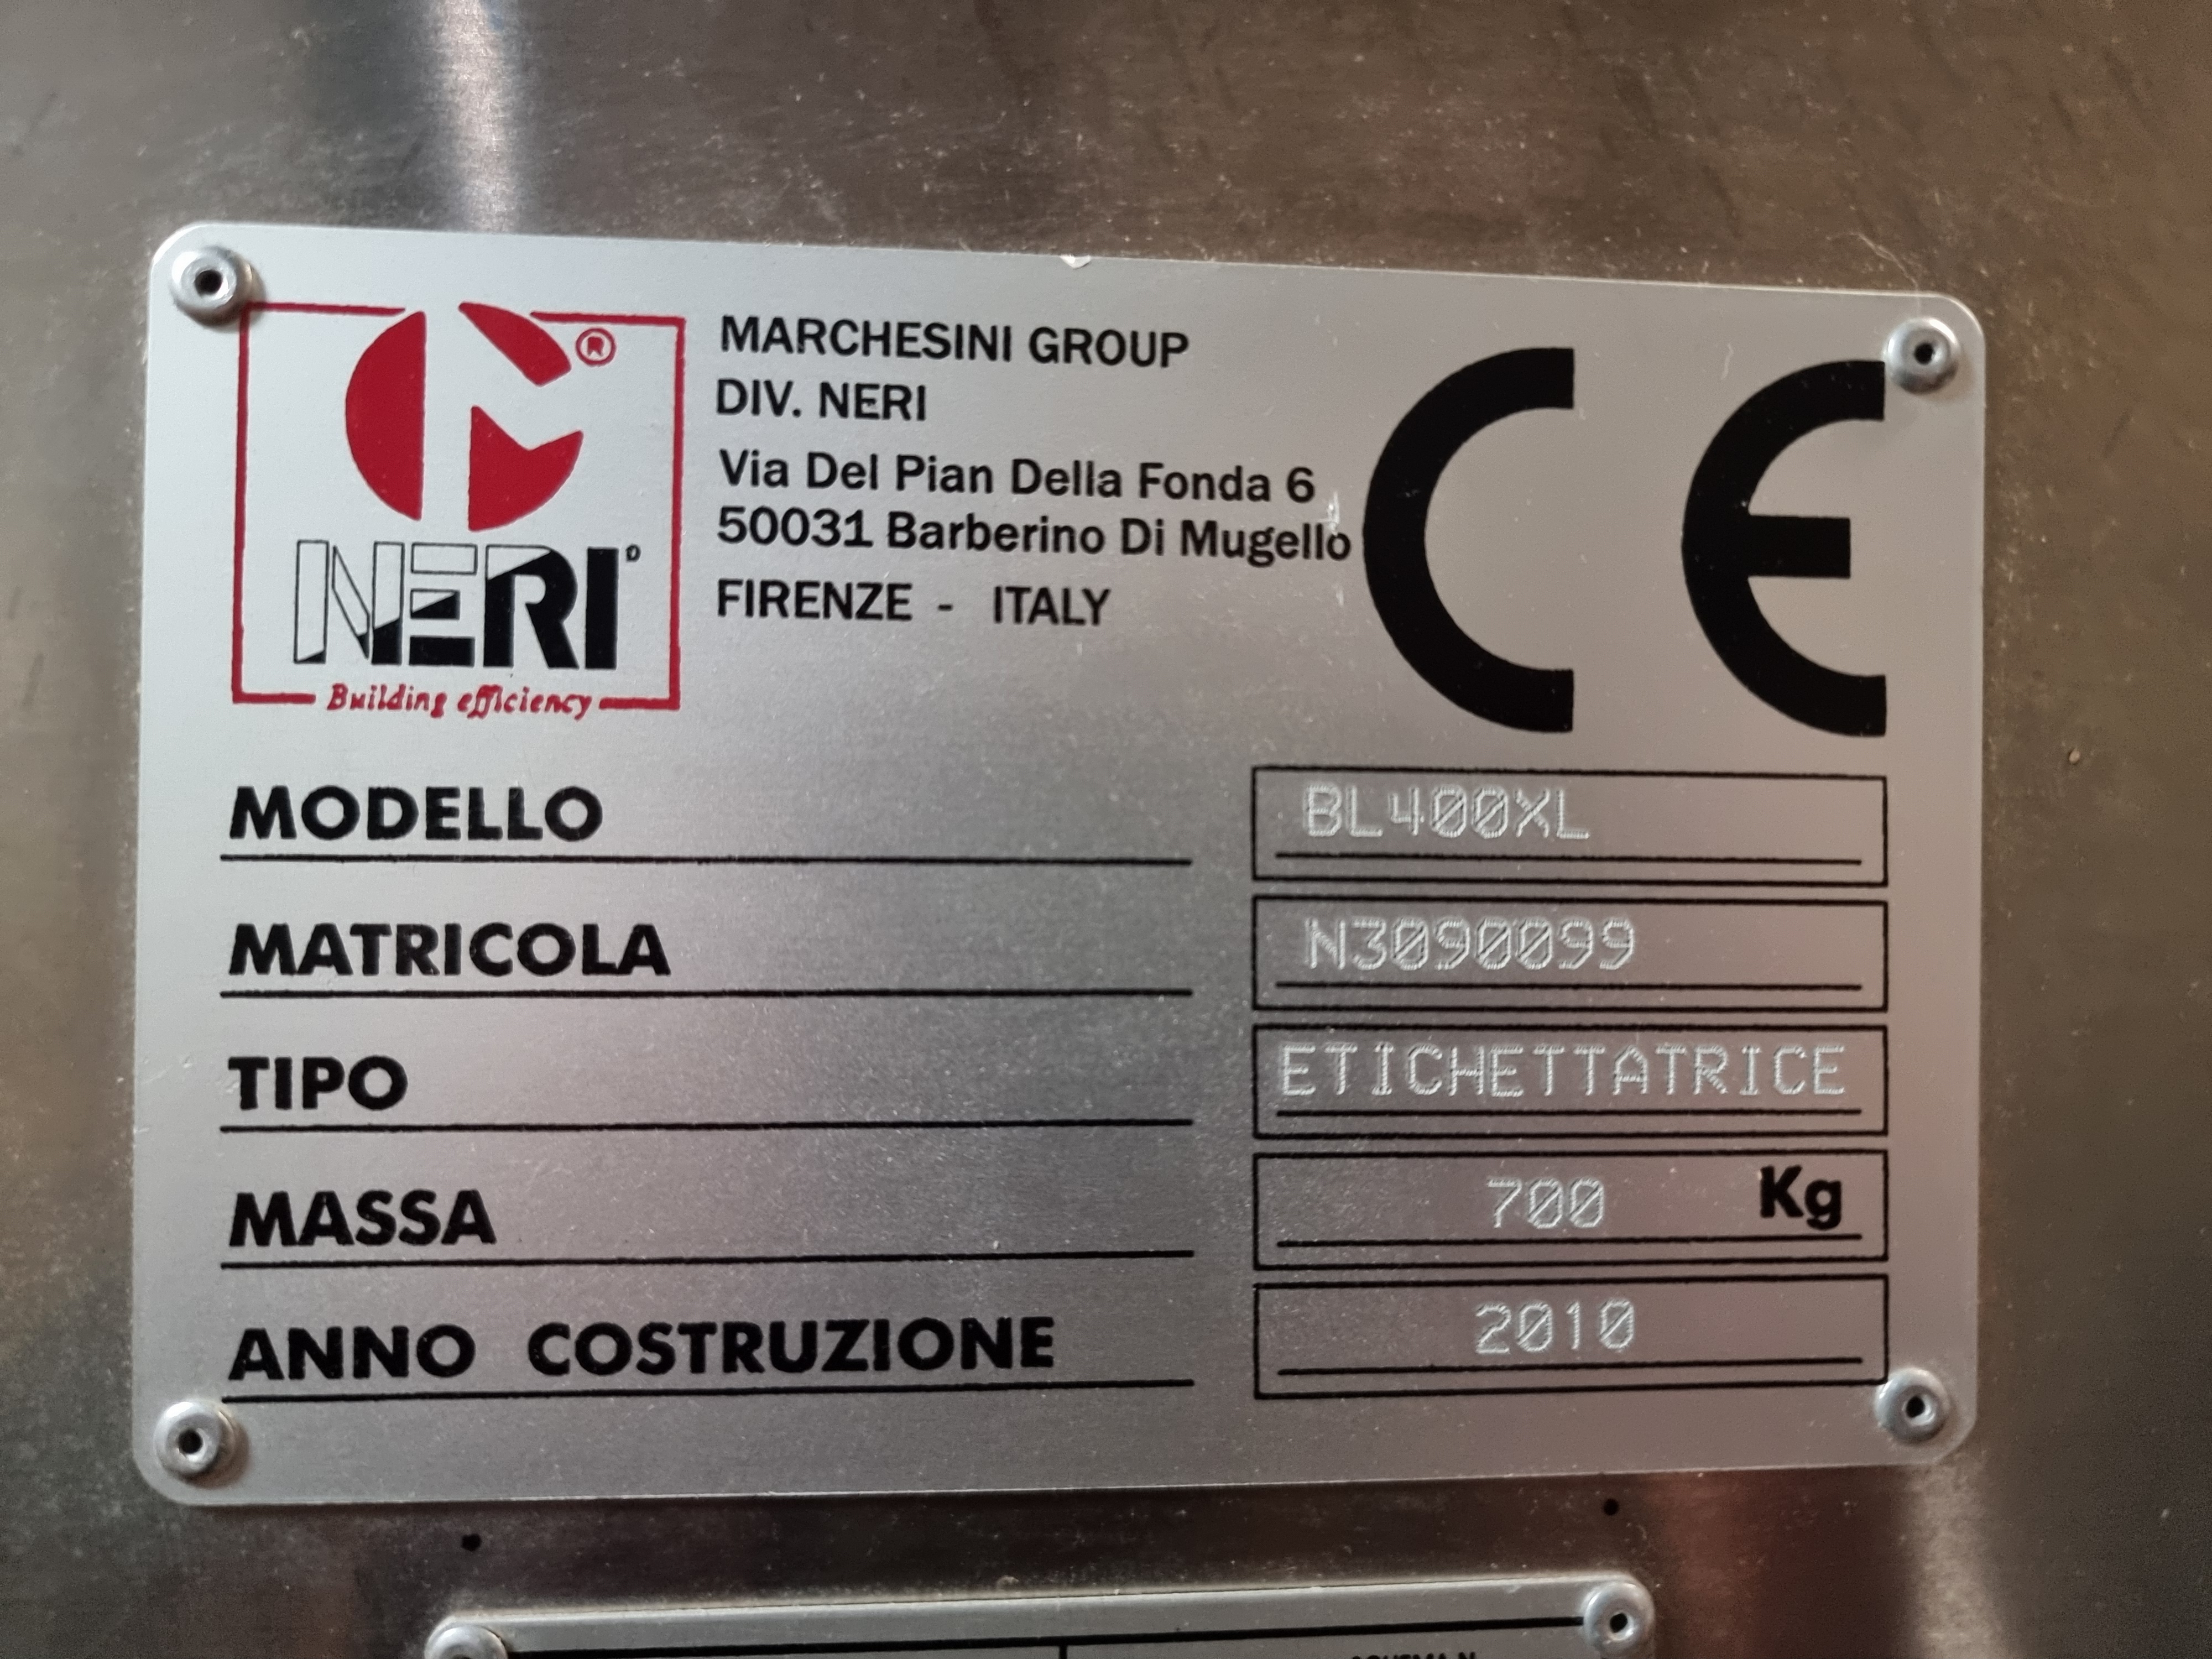 ®
NERI
Building efficiency
MARCHESINI GROUP
DIV. NERI
Via Del Pian Della Fonda 6
50031 Barberino Di Mugello
FIRENZE - ITALY
CE
MODELLO BL400XL
MATRICOLA N3090099
TIPO ETICHETTATRICE
MASSA 700 Kg
ANNO COSTRUZIONE 2010